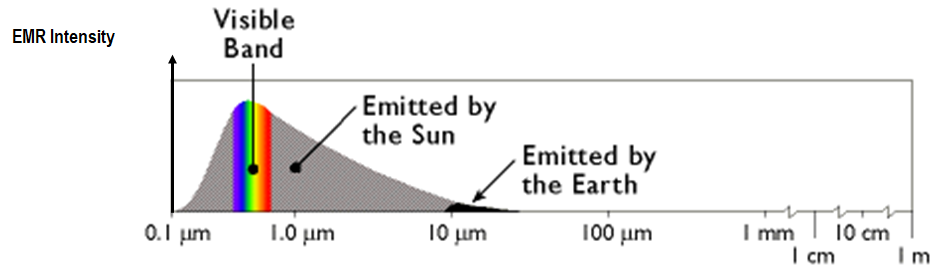 Visible
Band
EMR Intensity
Emitted by
the Sun
Emitted by
the Earth
0.1 µm
1.0 µm
10 µm
100 µm
1 mm
1 cm
10 cm
1 m